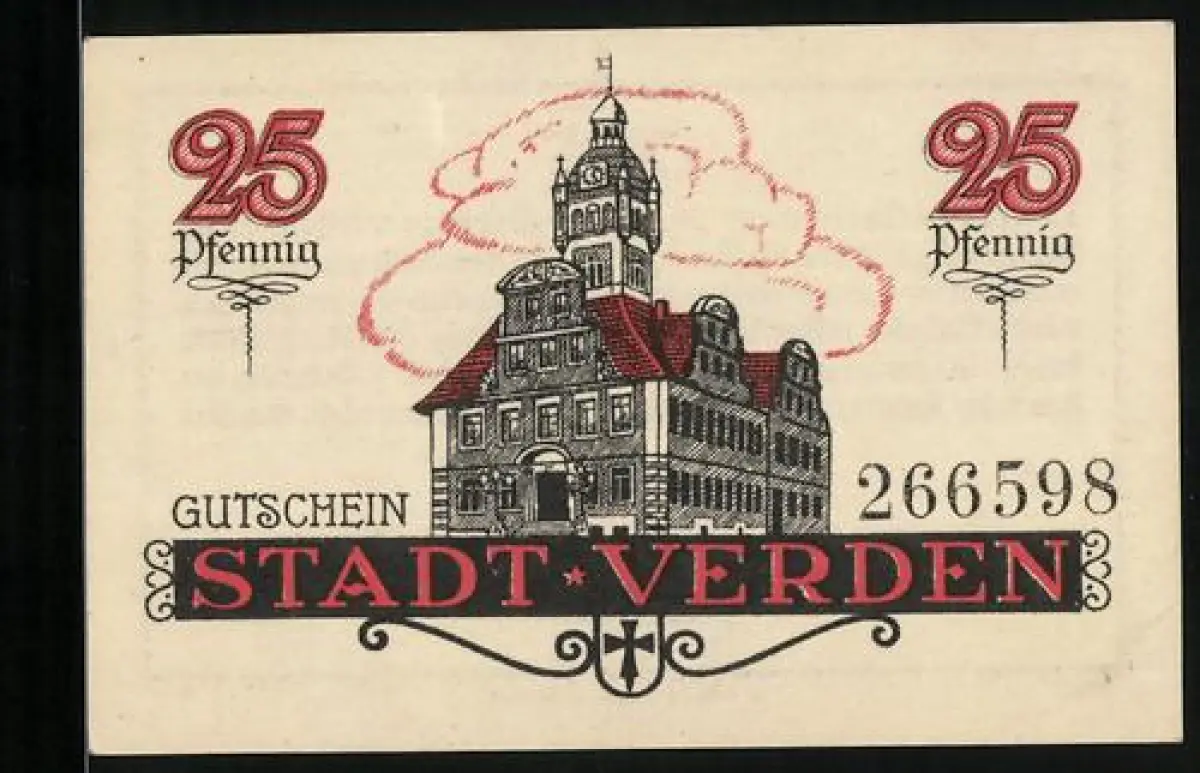 25 25
Pfennig Pfennig
GUTSCHEIN 266598
STADT * VERDEN